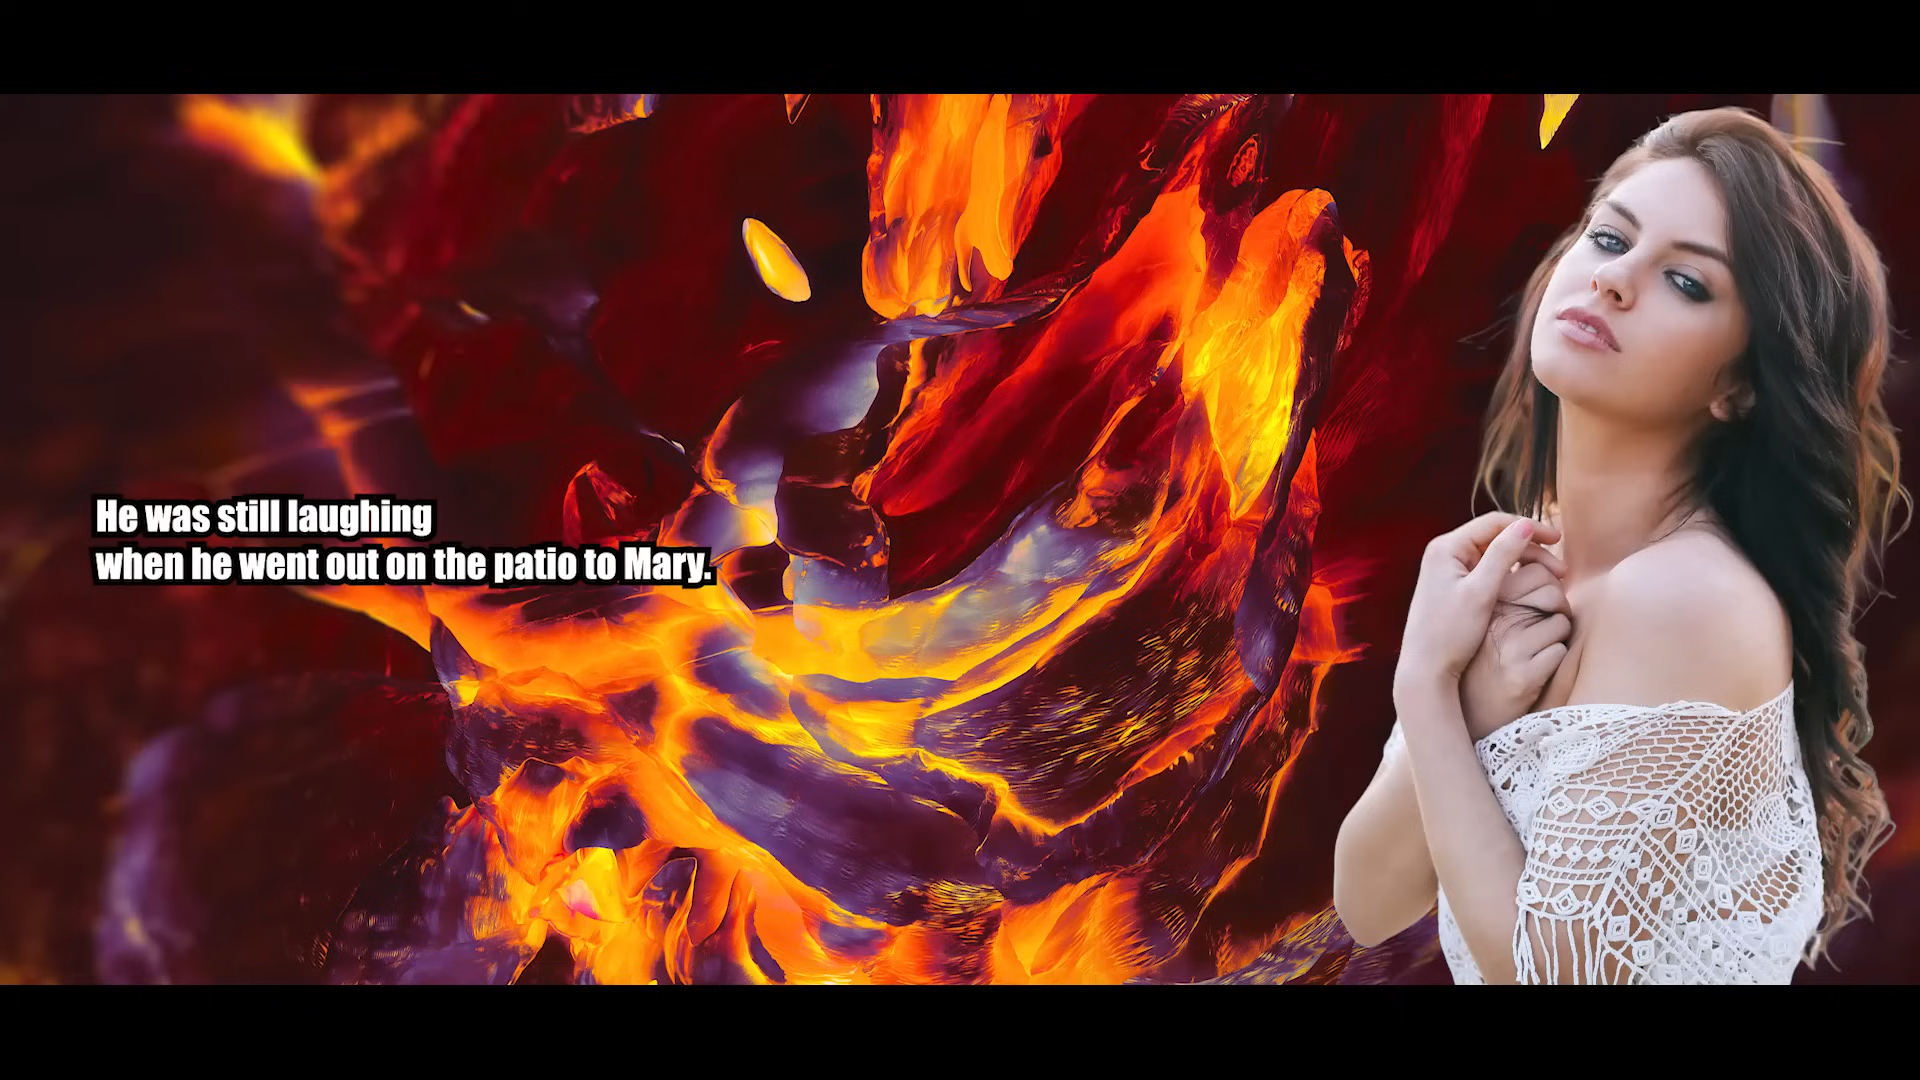 He was still laughing
when he went out on the patio to Mary.